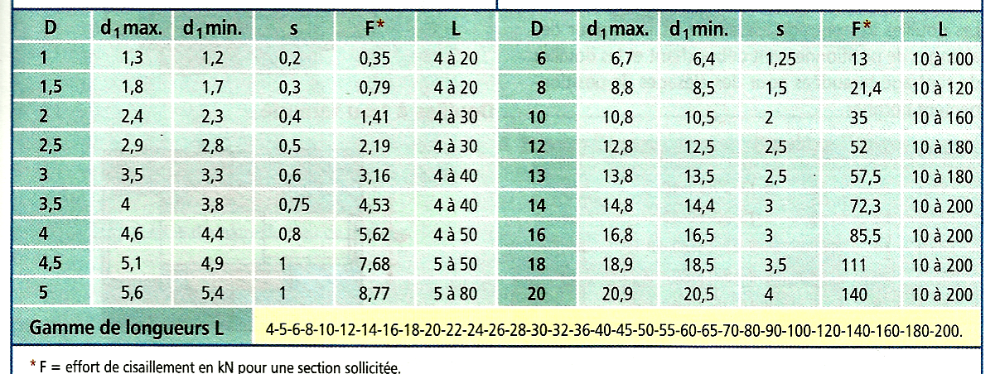 D d1 max. d1 min. s F* L D d1 max. d1 min. s F* L
1 1,3 1,2 0,2 0,35 4 à 20 6 6,7 6,4 1,25 13 10 à 100
1,5 1,8 1,7 0,3 0,79 4 à 20 8 8,8 8,5 1,5 21,4 10 à 120
2 2,4 2,3 0,4 1,41 4 à 30 10 10,8 10,5 2 35 10 à 160
2,5 2,9 2,8 0,5 2,19 4 à 30 12 12,8 12,5 2,5 52 10 à 180
3 3,5 3,3 0,6 3,16 4 à 40 13 13,8 13,5 2,5 57,5 10 à 180
3,5 4 3,8 0,75 4,53 4 à 40 14 14,8 14,4 3 72,3 10 à 200
4 4,6 4,4 0,8 5,62 4 à 50 16 16,8 16,5 3 85,5 10 à 200
4,5 5,1 4,9 1 7,68 5 à 50 18 18,9 18,5 3,5 111 10 à 200
5 5,6 5,4 1 8,77 5 à 80 20 20,9 20,5 4 140 10 à 200
Gamme de longueurs L 4-5-6-8-10-12-14-16-18-20-22-24-26-28-30-32-36-40-45-50-55-60-65-70-80-90-100-120-140-160-180-200.
* F = effort de cisaillement en kN pour une section sollicitée.